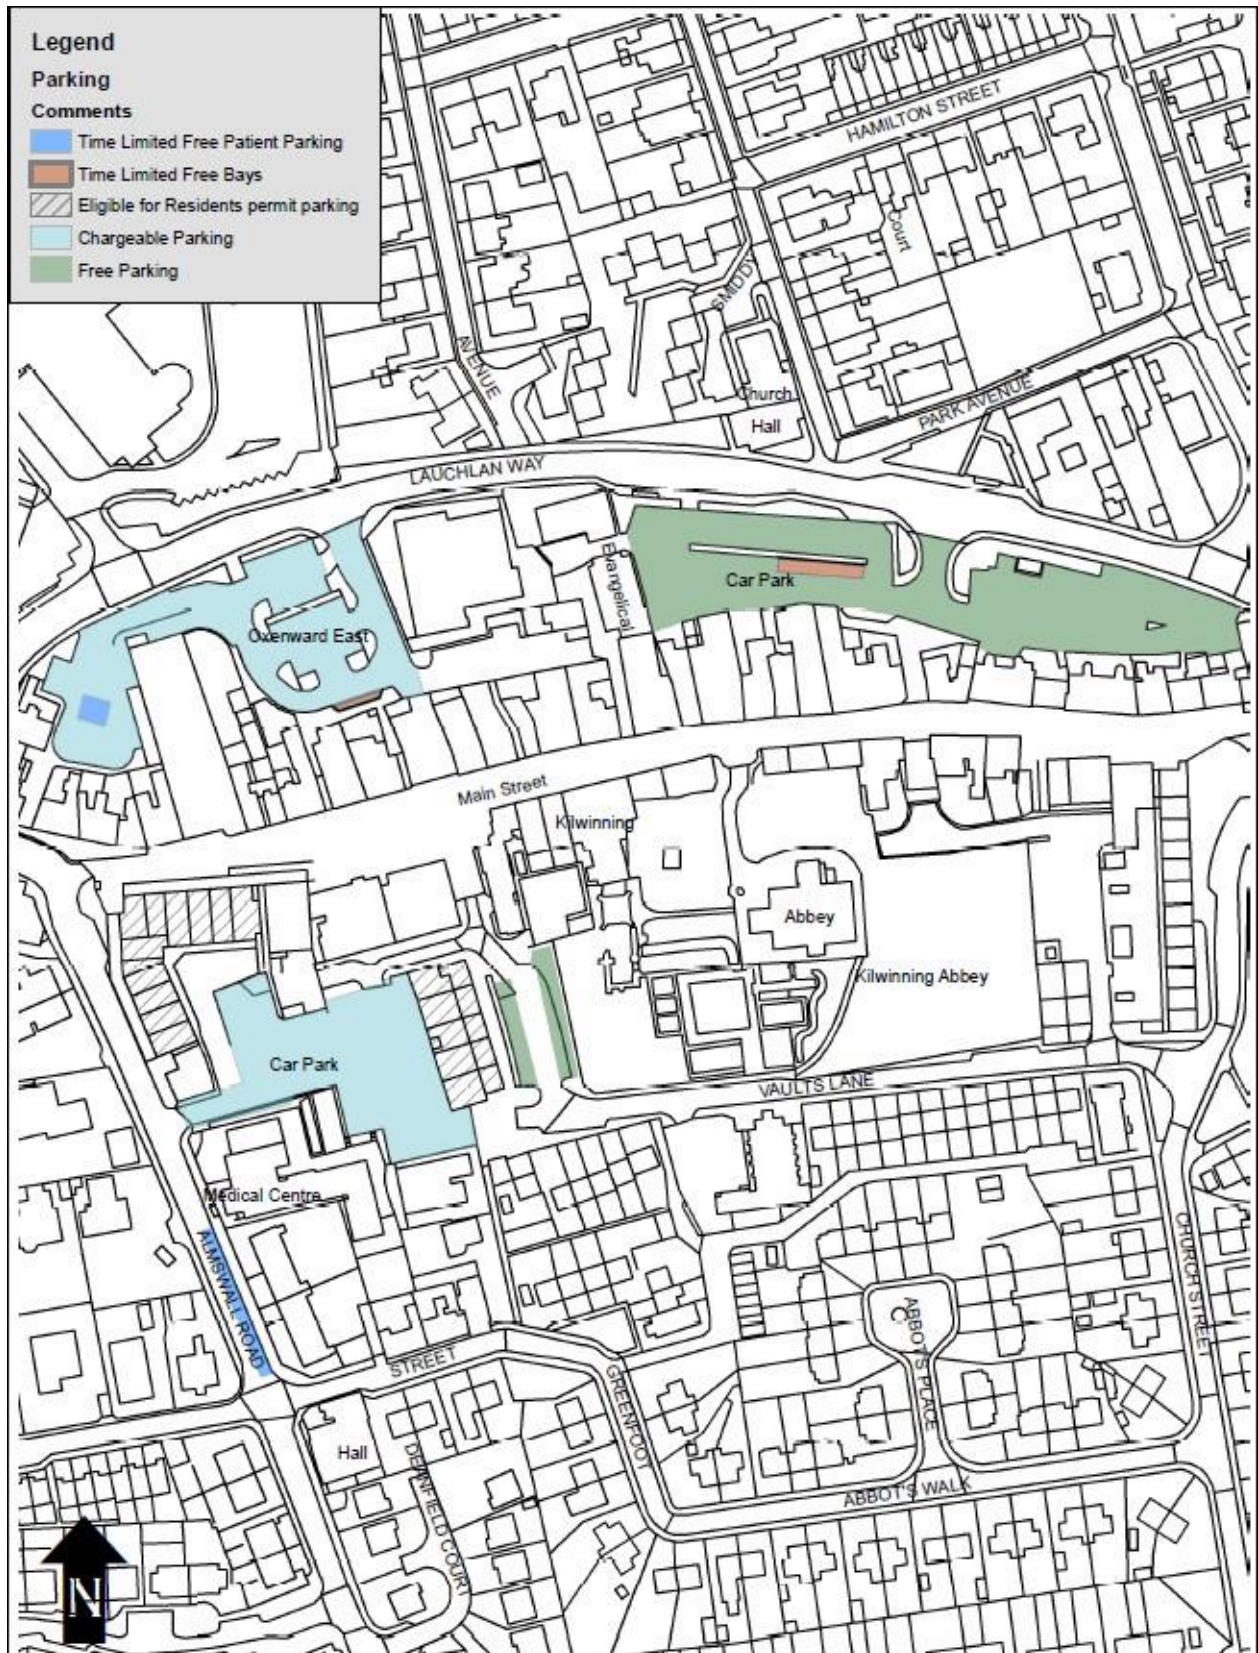 Legend
Parking
Comments
Time Limited Free Patient Parking
Time Limited Free Bays
Eligible for Residents permit parking
Chargeable Parking
Free Parking
HAMILTON STREET
Court
SMIDDY
AVENUE
Church
Hall
PARK AVENUE
LAUCHLAN WAY
Evangelical
Car Park
Oxenward East
Main Street
Kilwinning
Abbey
Kilwinning Abbey
Car Park
VAULTS LANE
Medical Centre
ALMSWALL ROAD
CHURCH STREET
ABBOT'S PLACE
STREET
GREENFOOT
Hall
DEANFIELD COURT
ABBOT'S WALK
N